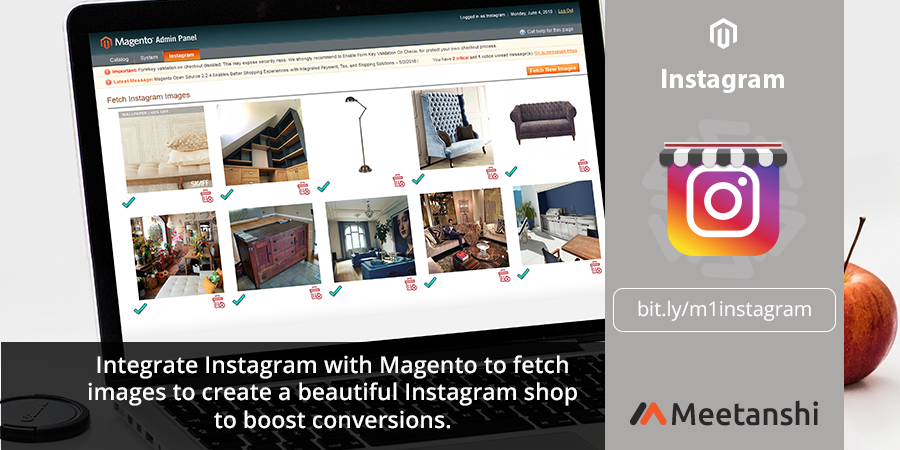 Logged in as Instagram | Monday, June 4, 2018 | Log Out
Magento Admin Panel
Get help for this page
Catalog System Instagram
Important: Formkey validation on checkout disabled. This may expose security risks. We strongly recommend to Enable Form Key Validation On Checkout for protect your own checkout process.
Latest Message: Magento Open Source 2.2.4 Enables Better Shopping Experiences with Integrated Payment, Tax, and Shipping Solutions
You have 2 critical and 1 notice unread message(s). Go to messages inbox
Fetch Instagram Images
Fetch New Images
SKAFF
Integrate Instagram with Magento to fetch
images to create a beautiful Instagram shop
to boost conversions.
Instagram
bit.ly/m1instagram
Meetanshi